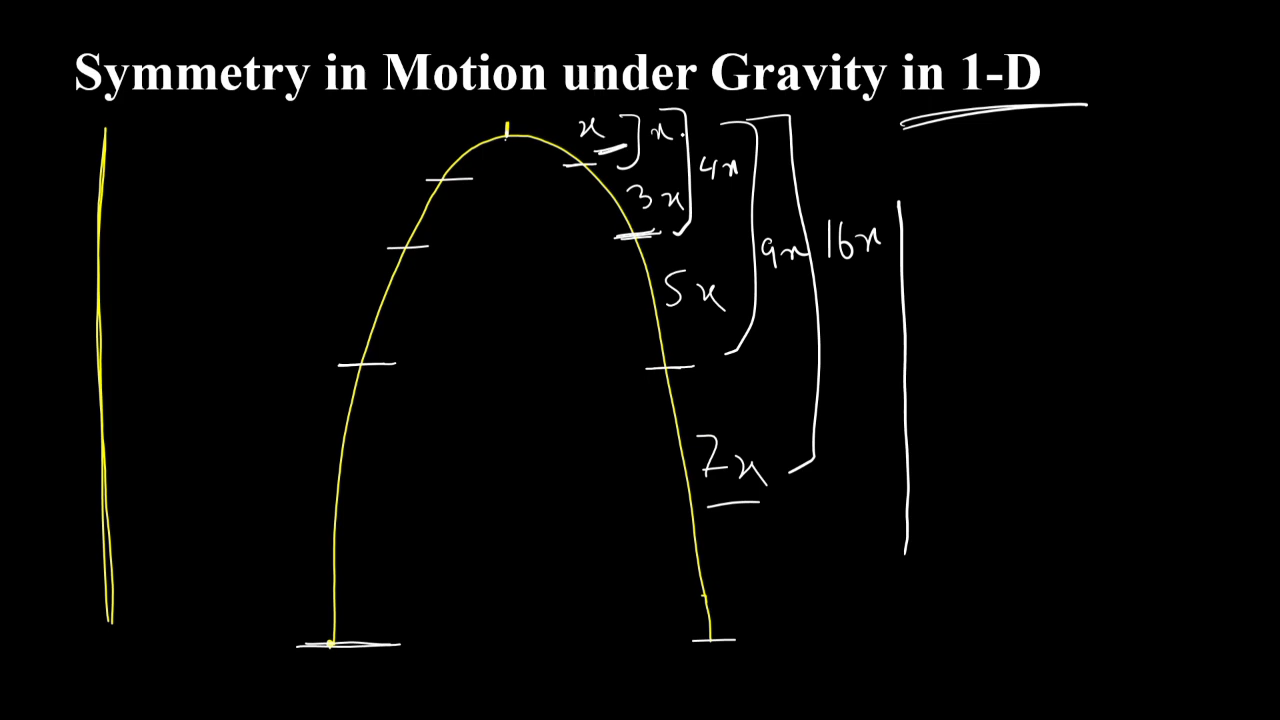 Symmetry in Motion under Gravity in 1-D
x
x
3x
4x
5x
9x
16x
7x